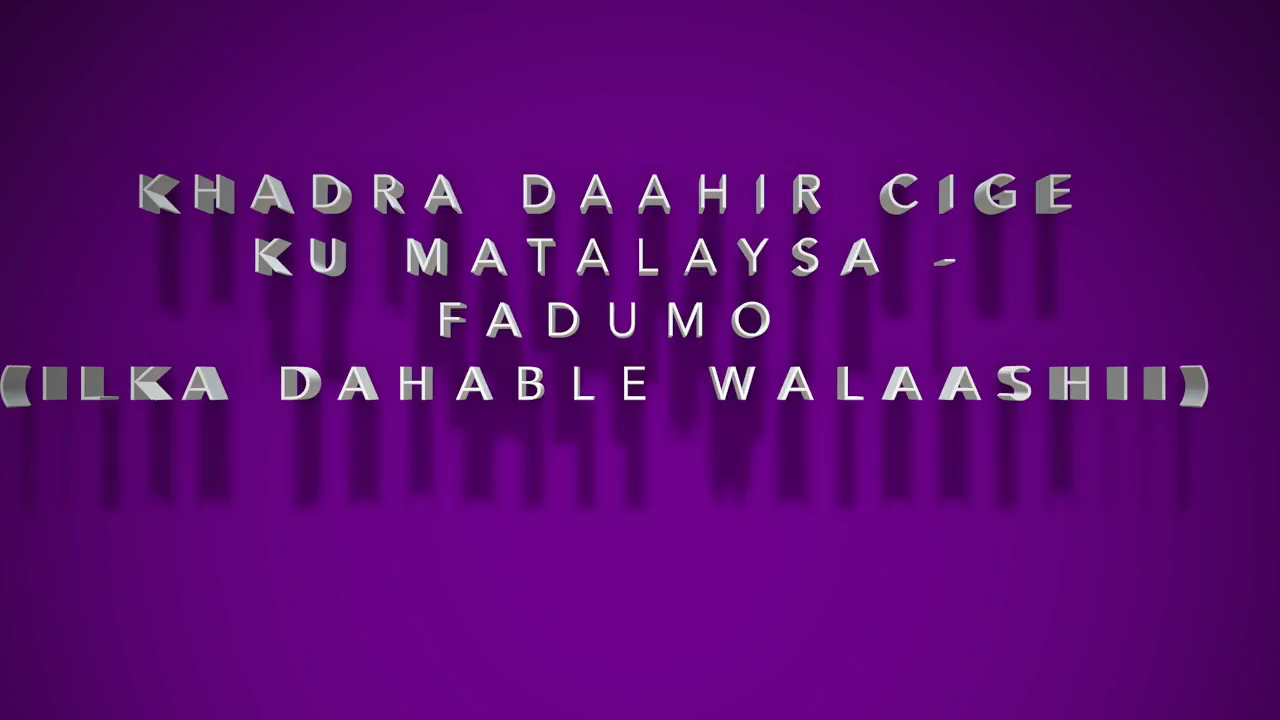 KHADRA DAAHIR CIGE
KU MATALAYSA -
FADUMO
(ILKA DAHABLE WALAASHII)